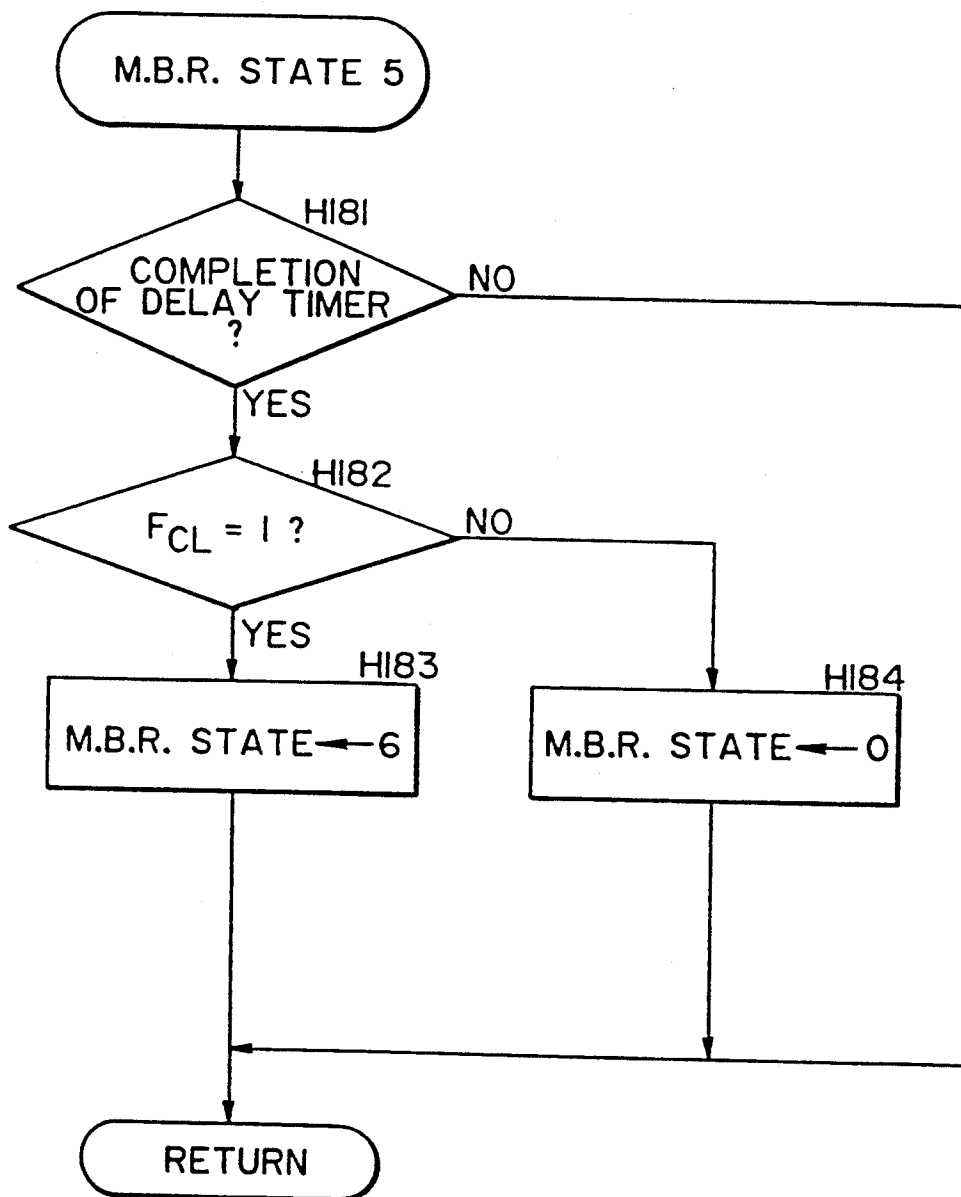 M.B.R. STATE 5
H181
COMPLETION
OF DELAY TIMER
?
NO
YES
H182
FCL = 1 ?
NO
YES
H183
M.B.R. STATE←6
H184
M.B.R. STATE←0
RETURN